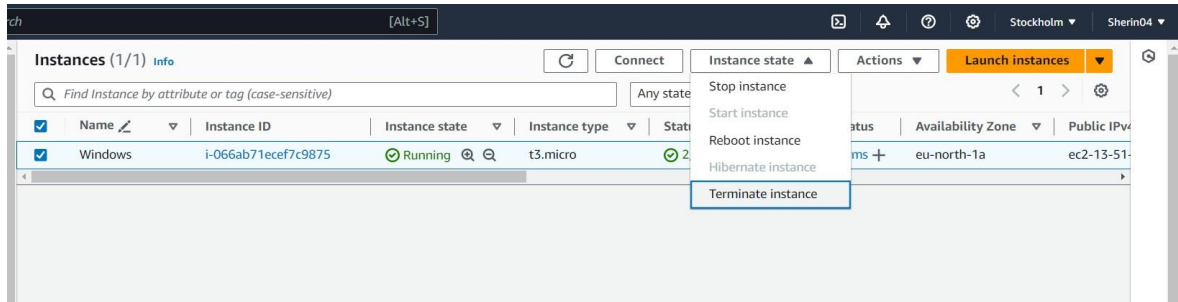 rch [Alt+S] Stockholm ▼ Sherin04 ▼
Instances (1/1) Info Connect Instance state ▲ Actions ▼ Launch instances ▼
Find Instance by attribute or tag (case-sensitive) Any state Stop instance < 1 >
Start instance
Name Instance ID Instance state Instance type Stat atus Availability Zone Public IPv4
Reboot instance
Windows i-066ab71ecef7c9875 Running t3.micro 2 ms + eu-north-1a ec2-13-51-
Hibernate instance
Terminate instance